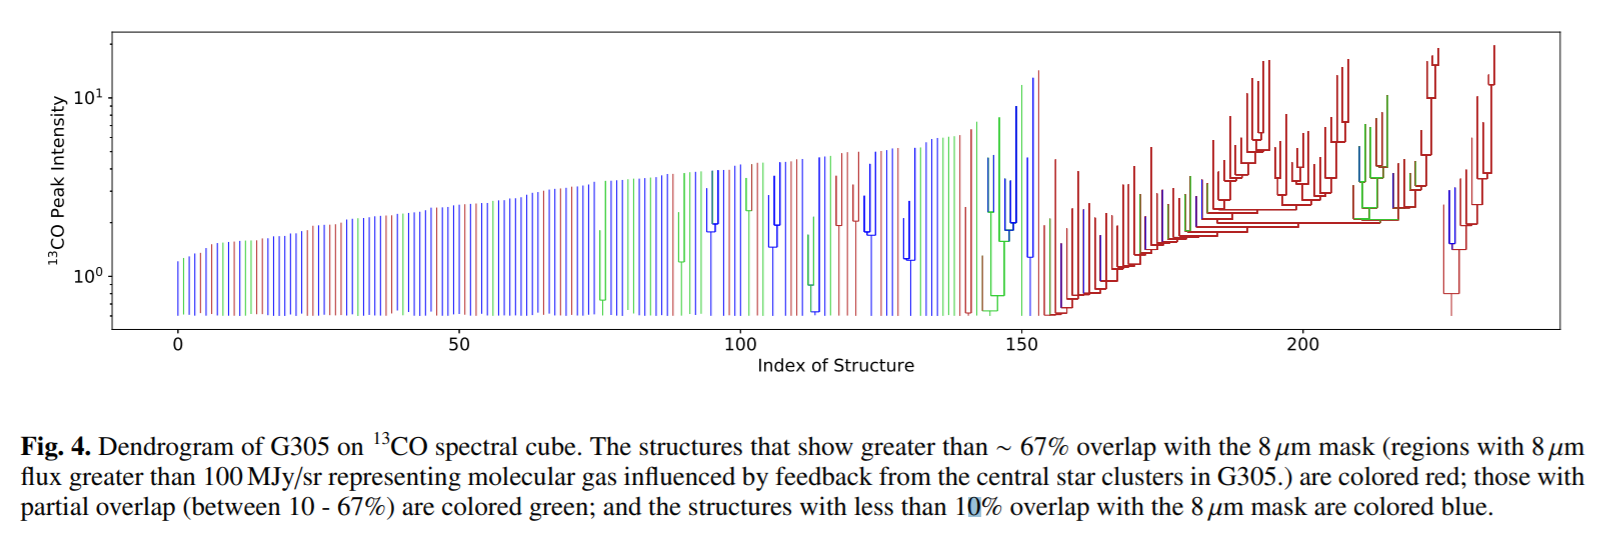 10¹
10⁰
¹³CO Peak Intensity
0 50 100 150 200
Index of Structure
Fig. 4. Dendrogram of G305 on ¹³CO spectral cube. The structures that show greater than ~ 67% overlap with the 8 μm mask (regions with 8 μm
flux greater than 100 MJy/sr representing molecular gas influenced by feedback from the central star clusters in G305.) are colored red; those with
partial overlap (between 10 - 67%) are colored green; and the structures with less than 10% overlap with the 8 μm mask are colored blue.